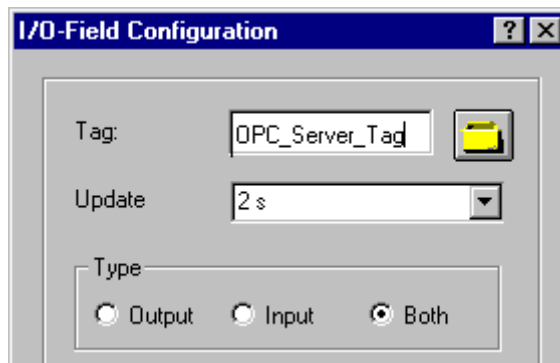 I/O-Field Configuration
Tag: OPC_Server_Tag
Update 2 s
Type
Output Input Both